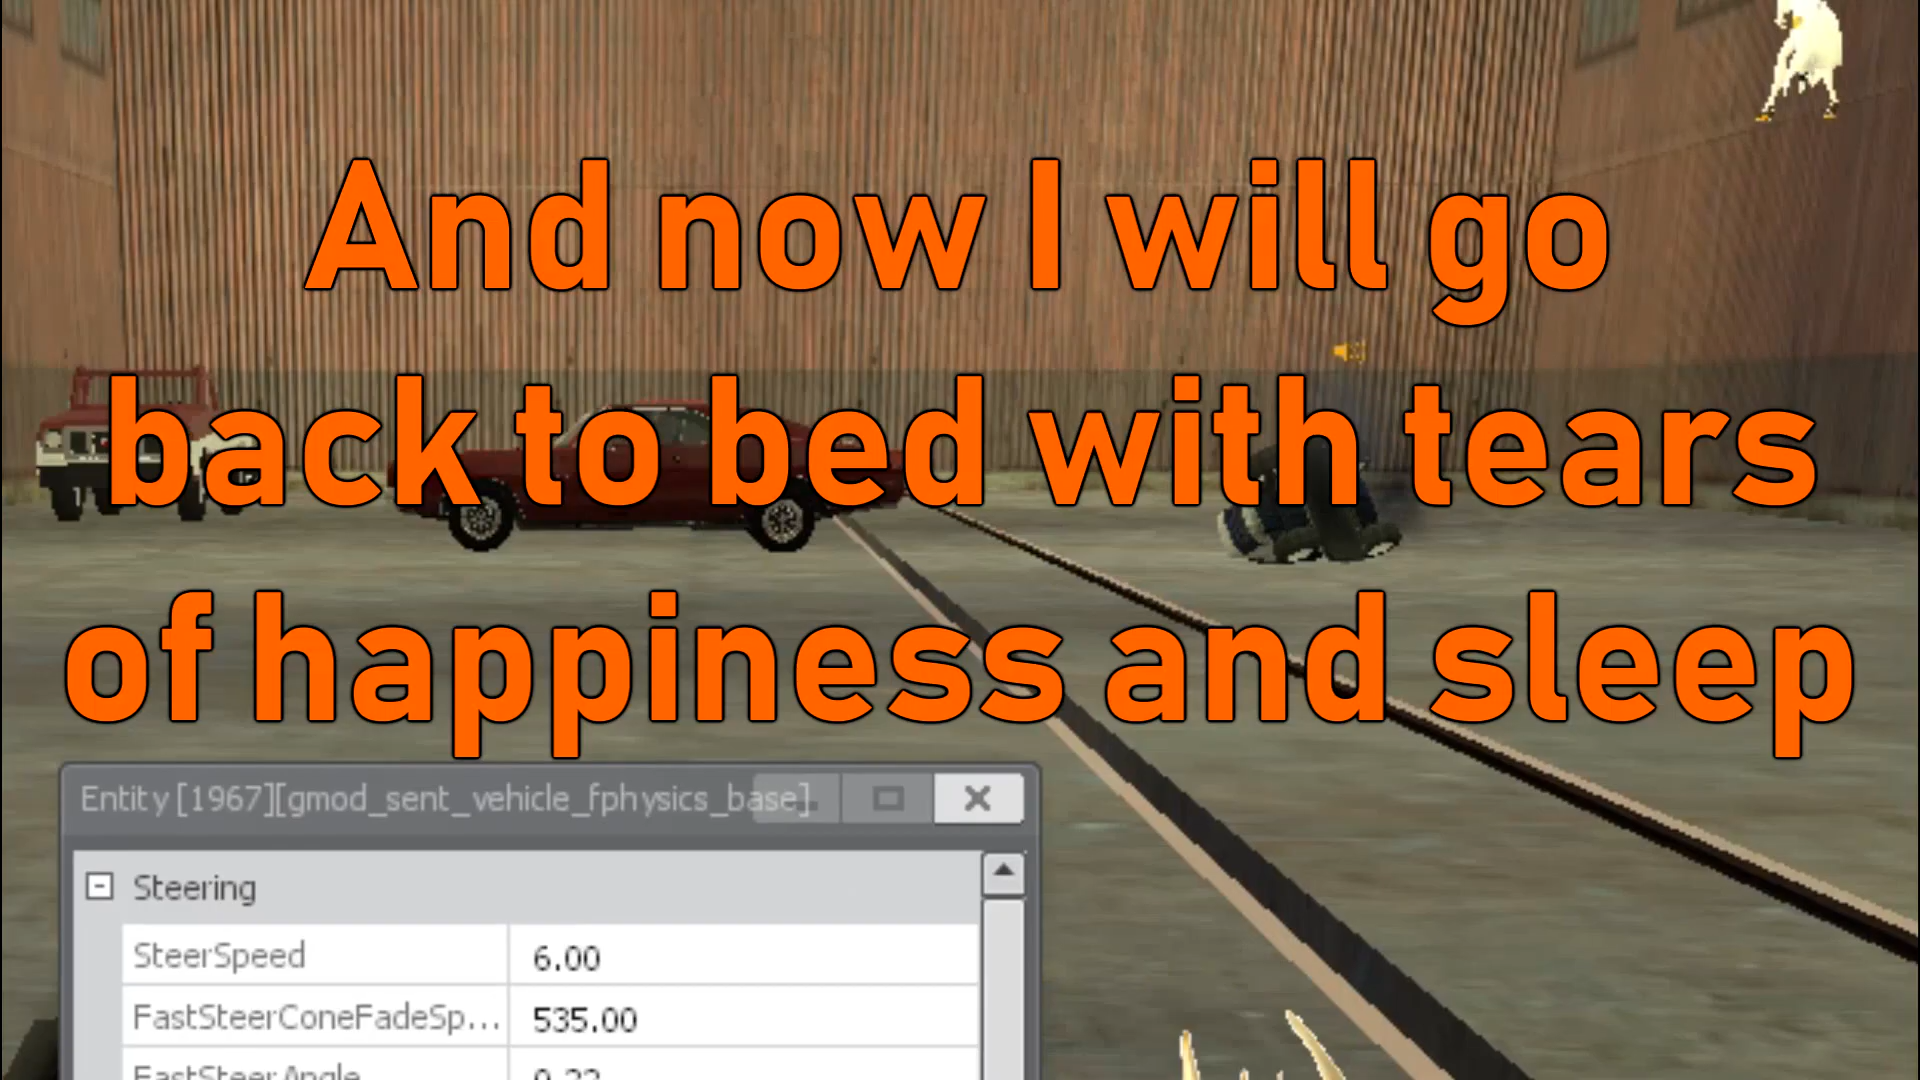 And now I will go
back to bed with tears
of happiness and sleep
Entity [1967][gmod_sent_vehicle_fphysics_base]
Steering
SteerSpeed 6.00
FastSteerConeFadeSp... 535.00
FastSteerAngle